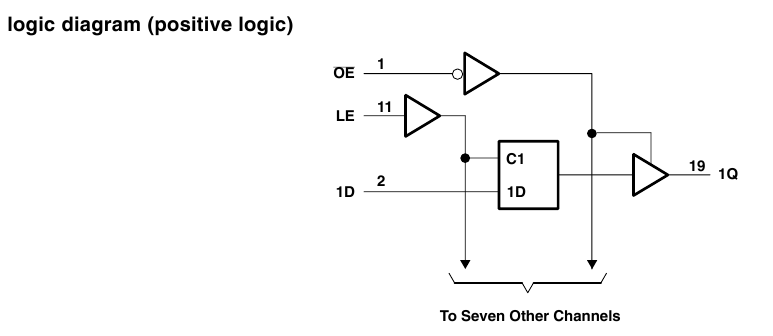 logic diagram (positive logic)
OE 1
LE 11
C1
1D 2 1D
19 1Q
To Seven Other Channels